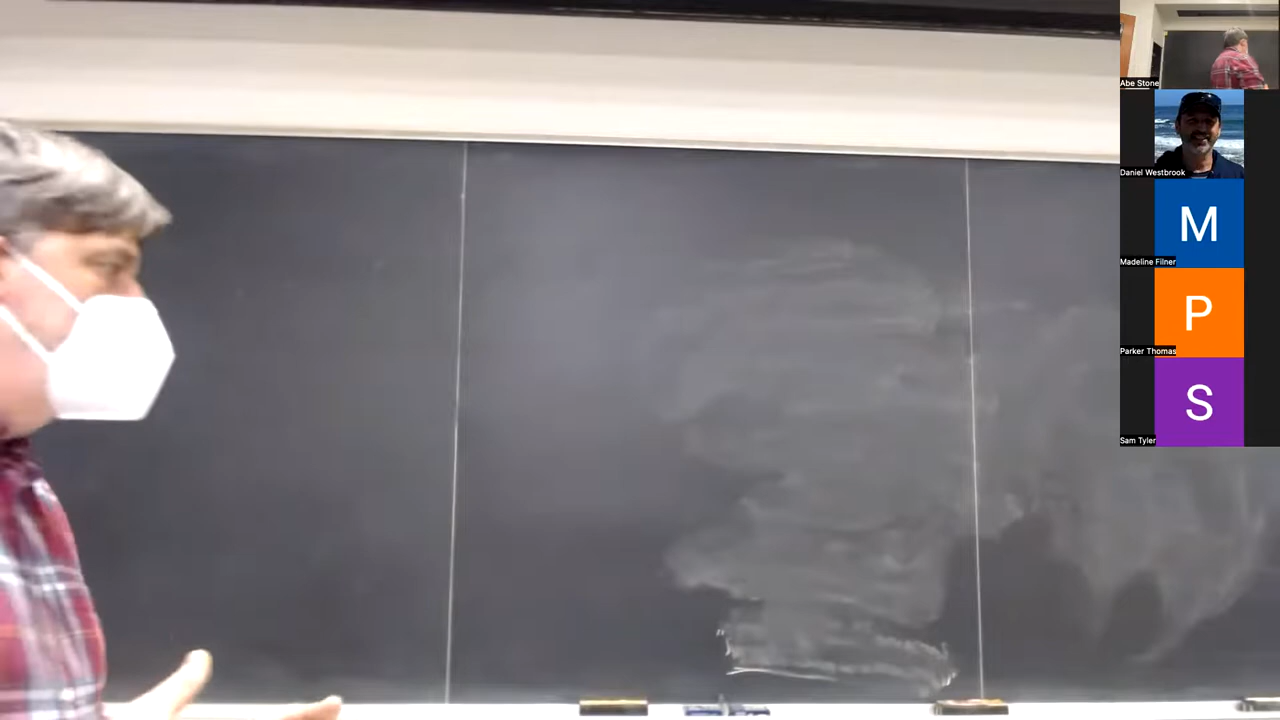 Abe Stone
Daniel Westbrook
M
Madeline Filner
P
Parker Thomas
S
Sam Tyler